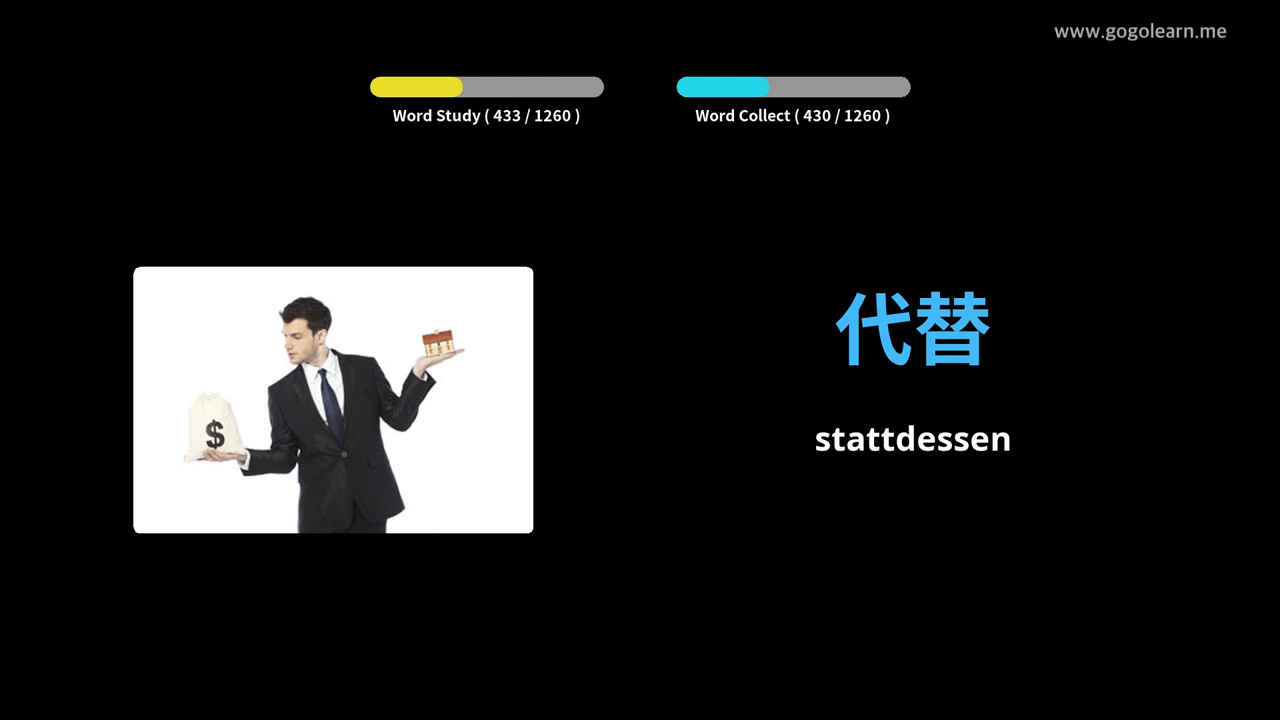 www.gogolearn.me
Word Study ( 433 / 1260 )
Word Collect ( 430 / 1260 )
代替
stattdessen
$